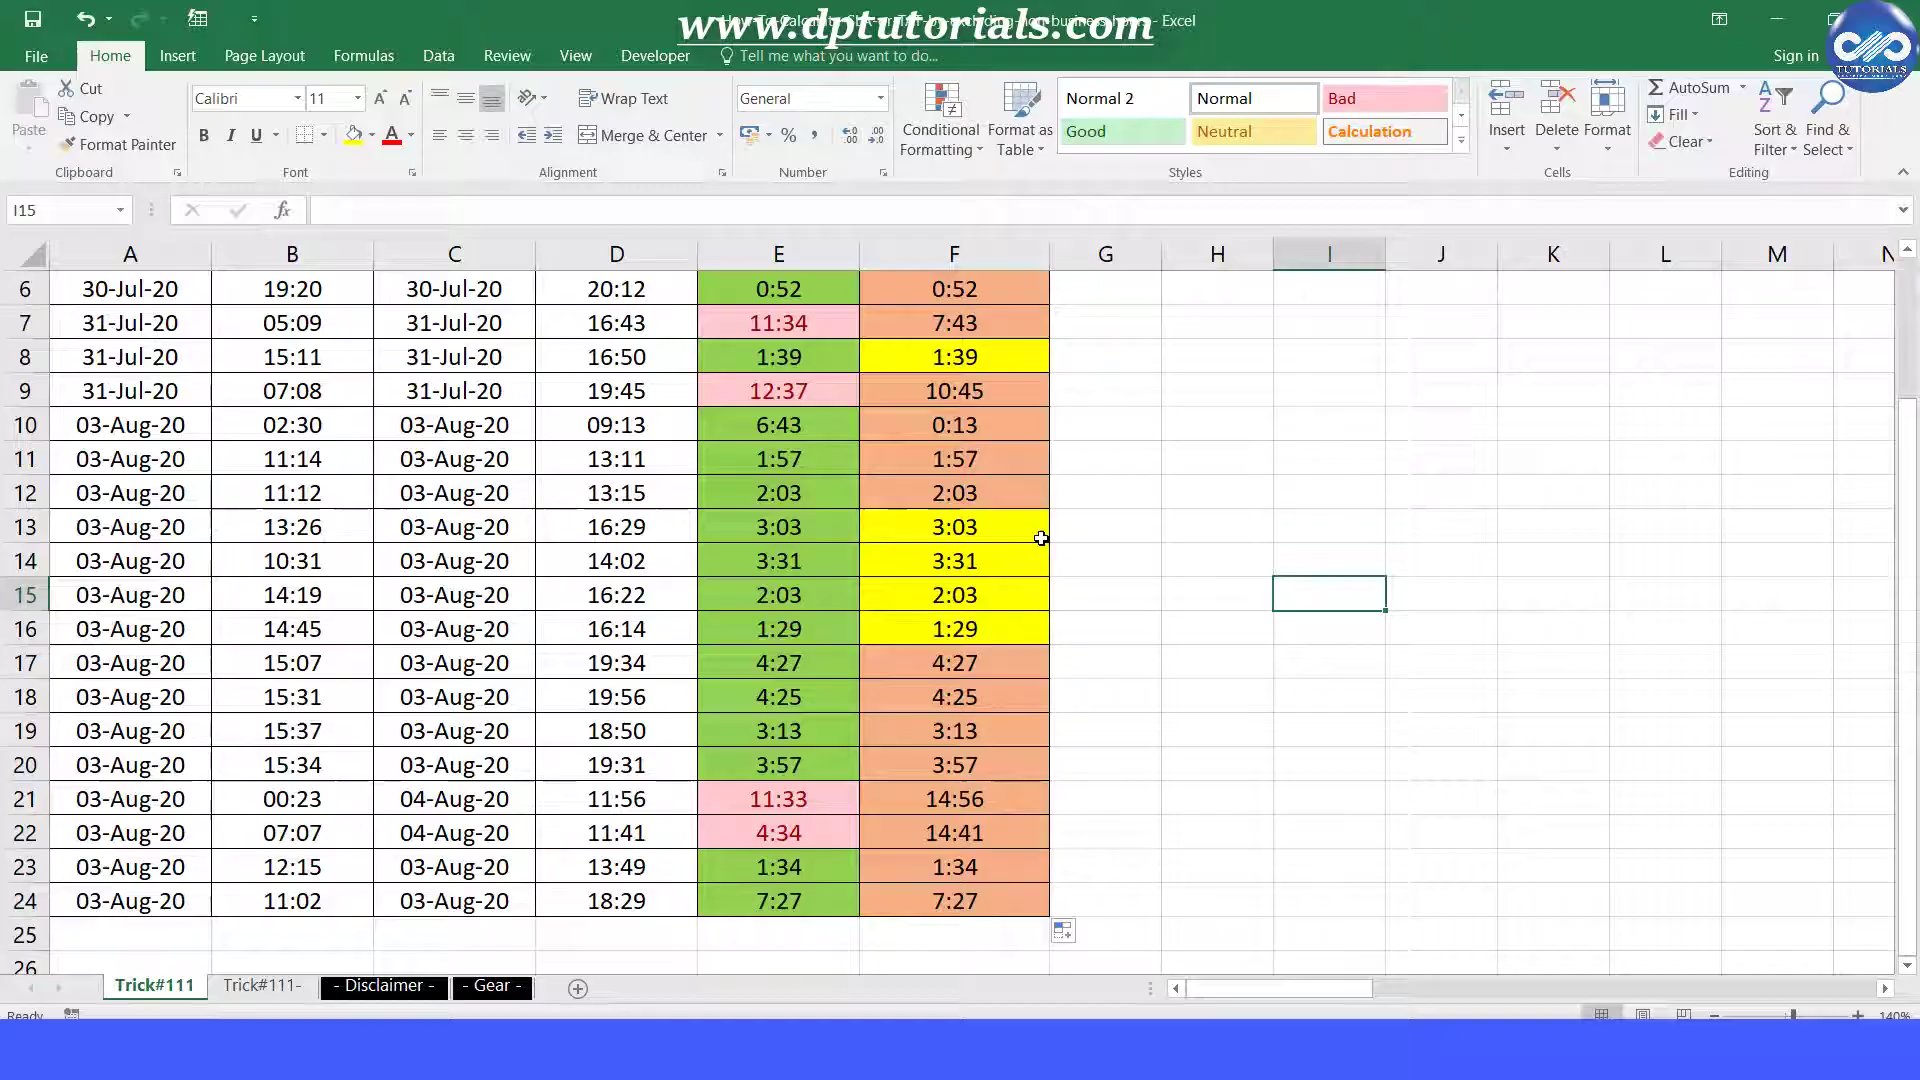 www.dptutorials.com
- Excel
File Home Insert Page Layout Formulas Data Review View Developer Tell me what you want to do... Sign in
TUTORIALS
Cut
Copy
Format Painter
Paste
Clipboard
Calibri 11
B I U
Font
Wrap Text
Merge & Center
Alignment
General
%
Number
Conditional Formatting
Format as Table
Normal 2 Normal Bad
Good Neutral Calculation
Styles
Insert Delete Format
Cells
AutoSum
Fill
Clear
Sort & Filter
Find & Select
Editing
I15
fx
A B C D E F G H I J K L M N
6 30-Jul-20 19:20 30-Jul-20 20:12 0:52 0:52
7 31-Jul-20 05:09 31-Jul-20 16:43 11:34 7:43
8 31-Jul-20 15:11 31-Jul-20 16:50 1:39 1:39
9 31-Jul-20 07:08 31-Jul-20 19:45 12:37 10:45
10 03-Aug-20 02:30 03-Aug-20 09:13 6:43 0:13
11 03-Aug-20 11:14 03-Aug-20 13:11 1:57 1:57
12 03-Aug-20 11:12 03-Aug-20 13:15 2:03 2:03
13 03-Aug-20 13:26 03-Aug-20 16:29 3:03 3:03
14 03-Aug-20 10:31 03-Aug-20 14:02 3:31 3:31
15 03-Aug-20 14:19 03-Aug-20 16:22 2:03 2:03
16 03-Aug-20 14:45 03-Aug-20 16:14 1:29 1:29
17 03-Aug-20 15:07 03-Aug-20 19:34 4:27 4:27
18 03-Aug-20 15:31 03-Aug-20 19:56 4:25 4:25
19 03-Aug-20 15:37 03-Aug-20 18:50 3:13 3:13
20 03-Aug-20 15:34 03-Aug-20 19:31 3:57 3:57
21 03-Aug-20 00:23 04-Aug-20 11:56 11:33 14:56
22 03-Aug-20 07:07 04-Aug-20 11:41 4:34 14:41
23 03-Aug-20 12:15 03-Aug-20 13:49 1:34 1:34
24 03-Aug-20 11:02 03-Aug-20 18:29 7:27 7:27
25
26
Trick#111 Trick#111- - Disclaimer - - Gear -
Ready 140%